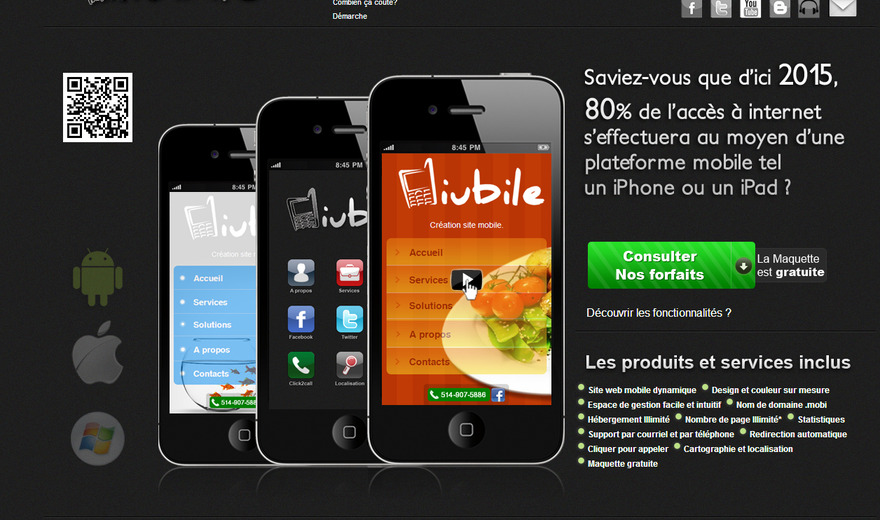 Combien ça coûte?
Démarche
You
Tube
Saviez-vous que d'ici 2015,
80% de l'accès à internet
s'effectuera au moyen d'une
plateforme mobile tel
un iPhone ou un iPad ?
Consulter
Nos forfaits
La Maquette
est gratuite
Découvrir les fonctionnalités ?
Les produits et services inclus
Site web mobile dynamique
Design et couleur sur mesure
Espace de gestion facile et intuitif
Nom de domaine .mobi
Hébergement Illimité
Nombre de page Illimité*
Statistiques
Support par courriel et par téléphone
Redirection automatique
Cliquer pour appeler
Cartographie et localisation
Maquette gratuite
8:45 P
Création site
Accueil
Services
Solutions
A propos
Contacts
514-907-5886
8:45 PM
A propos
Services
Facebook
Twitter
Click2call
Localisation
8:45 PM
iubile
Création site mobile.
Accueil
Services
Solutions
A propos
Contacts
514-907-5886